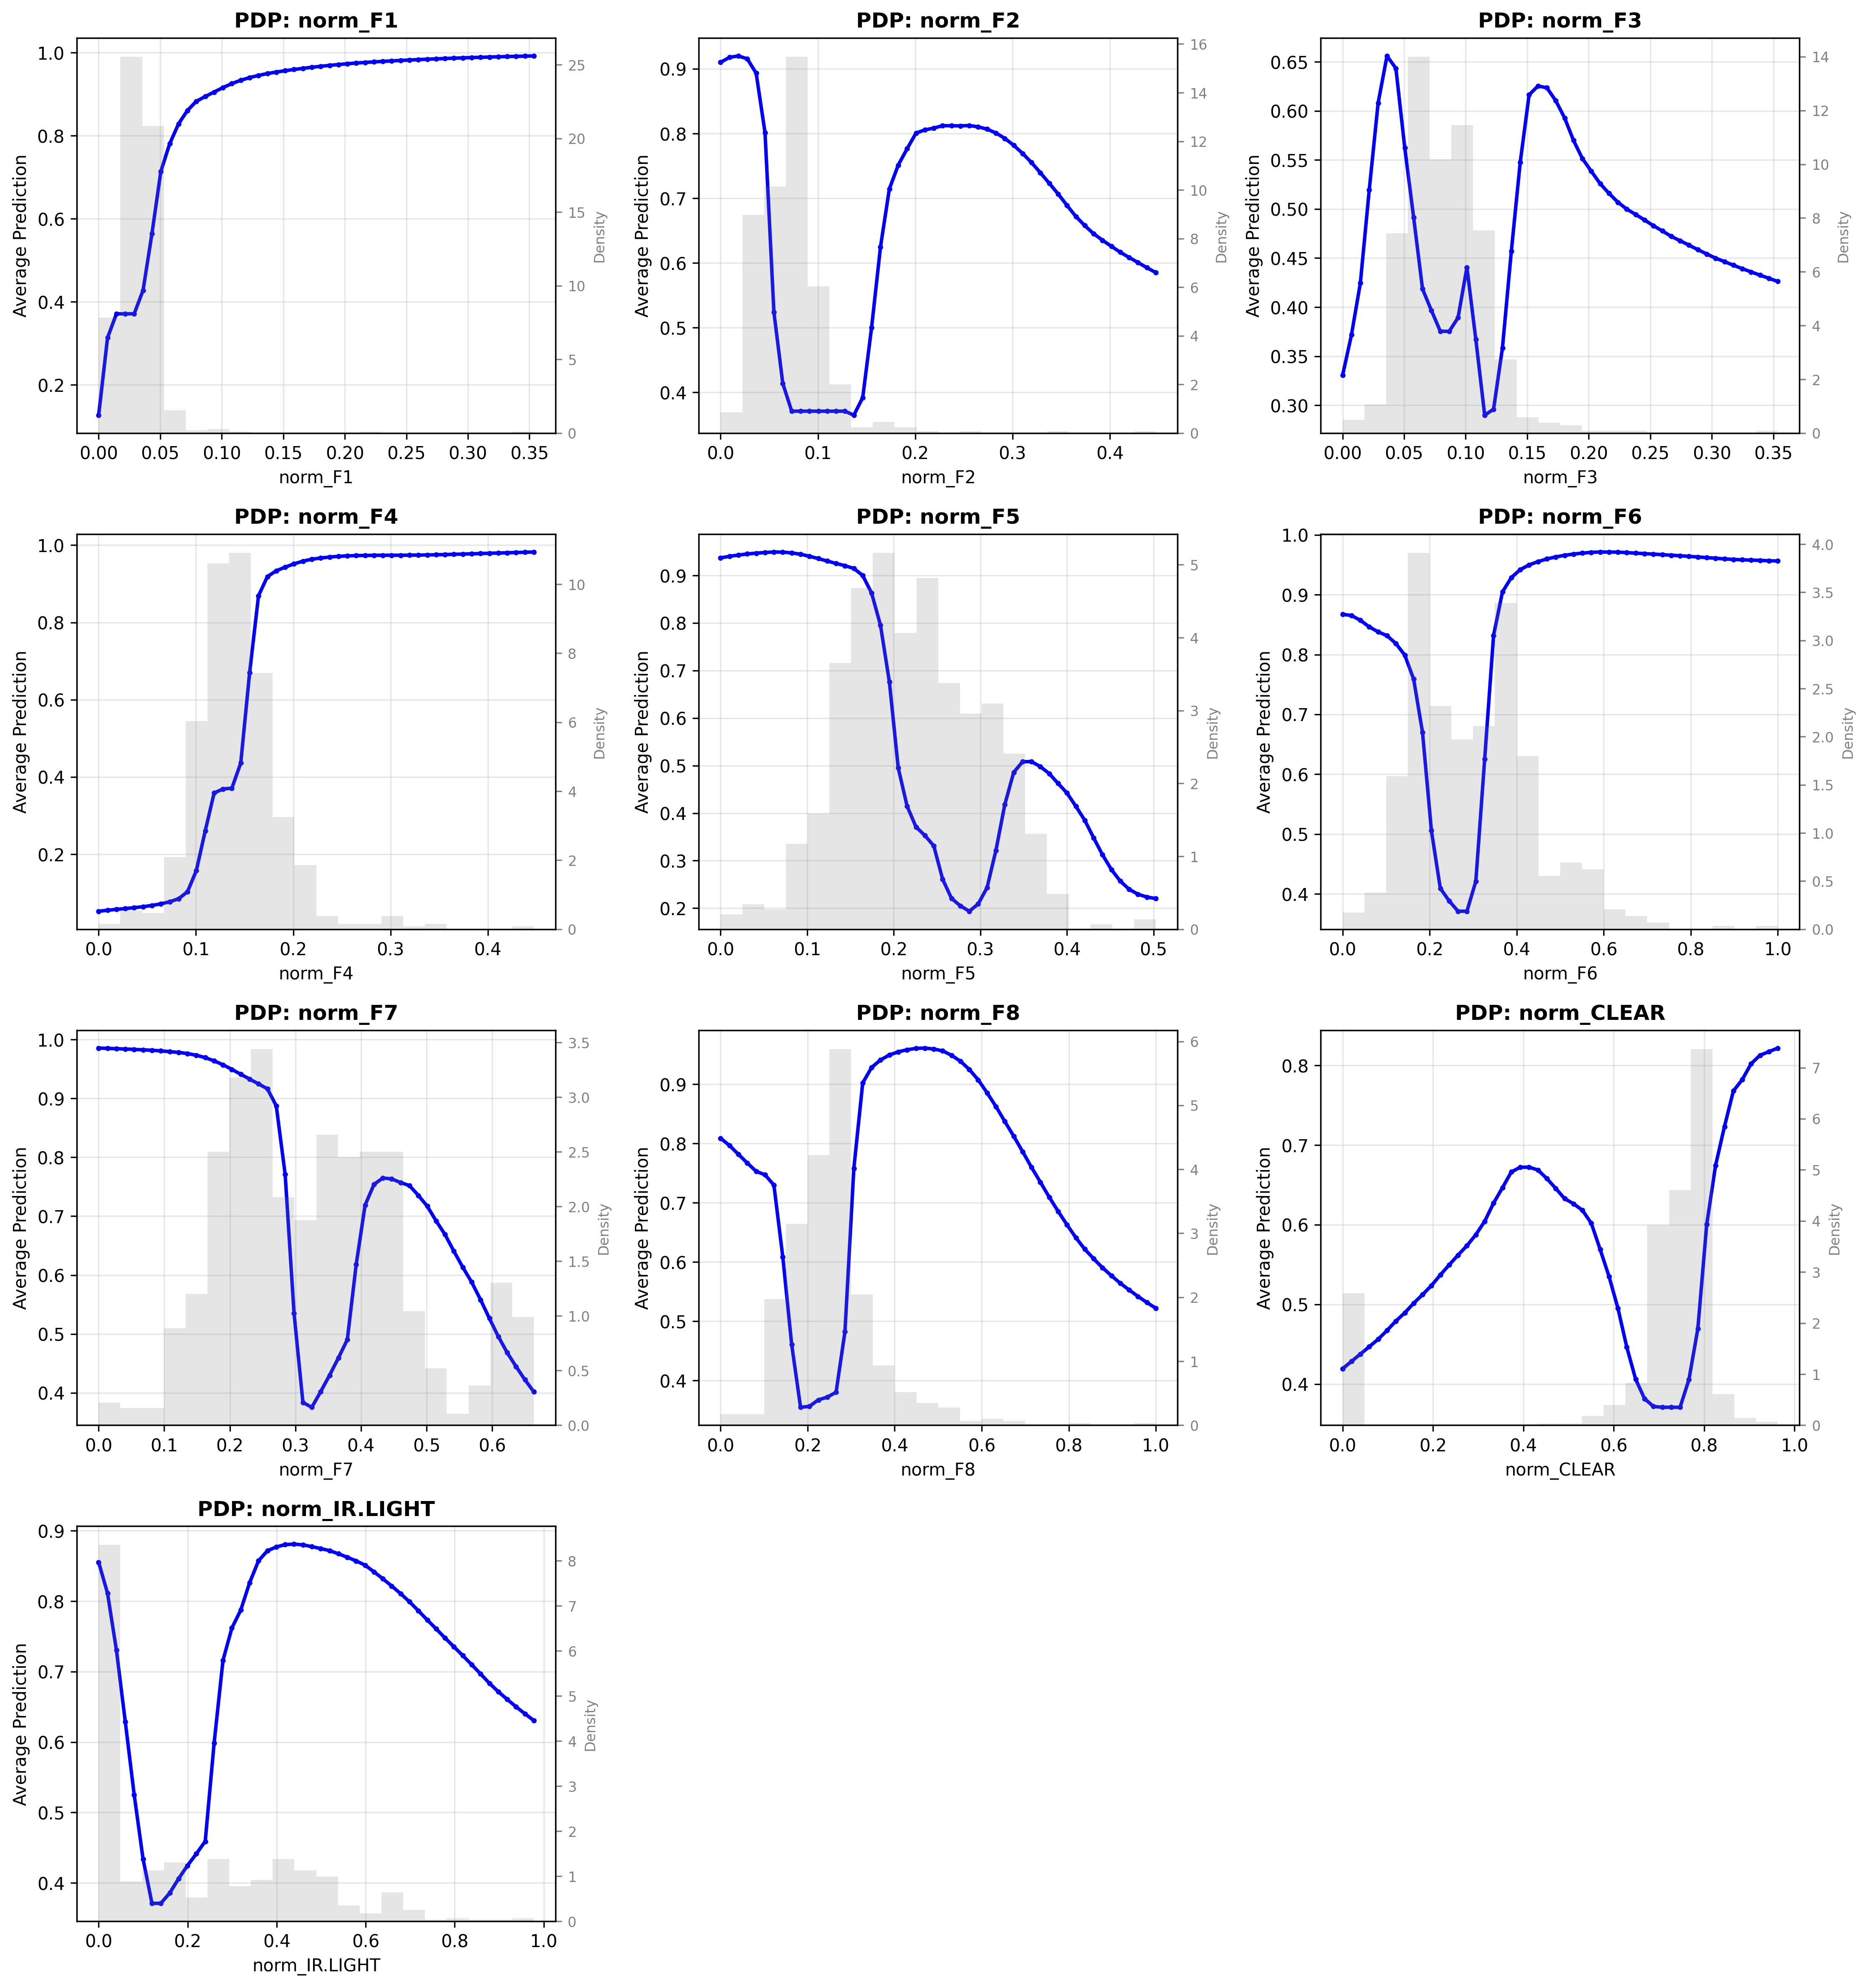 PDP: norm_F1
1.0
0.8
0.6
0.4
0.2
Average Prediction
25
20
15
10
5
0
Density
0.00 0.05 0.10 0.15 0.20 0.25 0.30 0.35
norm_F1
PDP: norm_F2
0.9
0.8
0.7
0.6
0.5
0.4
Average Prediction
16
14
12
10
8
6
4
2
0
Density
0.0 0.1 0.2 0.3 0.4
norm_F2
PDP: norm_F3
0.65
0.60
0.55
0.50
0.45
0.40
0.35
0.30
Average Prediction
14
12
10
8
6
4
2
0
Density
0.00 0.05 0.10 0.15 0.20 0.25 0.30 0.35
norm_F3
PDP: norm_F4
1.0
0.8
0.6
0.4
0.2
Average Prediction
10
8
6
4
2
0
Density
0.0 0.1 0.2 0.3 0.4
norm_F4
PDP: norm_F5
0.9
0.8
0.7
0.6
0.5
0.4
0.3
0.2
Average Prediction
5
4
3
2
1
0
Density
0.0 0.1 0.2 0.3 0.4 0.5
norm_F5
PDP: norm_F6
1.0
0.9
0.8
0.7
0.6
0.5
0.4
Average Prediction
4.0
3.5
3.0
2.5
2.0
1.5
1.0
0.5
0.0
Density
0.0 0.2 0.4 0.6 0.8 1.0
norm_F6
PDP: norm_F7
1.0
0.9
0.8
0.7
0.6
0.5
0.4
Average Prediction
3.5
3.0
2.5
2.0
1.5
1.0
0.5
0.0
Density
0.0 0.1 0.2 0.3 0.4 0.5 0.6
norm_F7
PDP: norm_F8
0.9
0.8
0.7
0.6
0.5
0.4
Average Prediction
6
5
4
3
2
1
0
Density
0.0 0.2 0.4 0.6 0.8 1.0
norm_F8
PDP: norm_CLEAR
0.8
0.7
0.6
0.5
0.4
Average Prediction
7
6
5
4
3
2
1
0
Density
0.0 0.2 0.4 0.6 0.8 1.0
norm_CLEAR
PDP: norm_IR.LIGHT
0.9
0.8
0.7
0.6
0.5
0.4
Average Prediction
8
7
6
5
4
3
2
1
0
Density
0.0 0.2 0.4 0.6 0.8 1.0
norm_IR.LIGHT